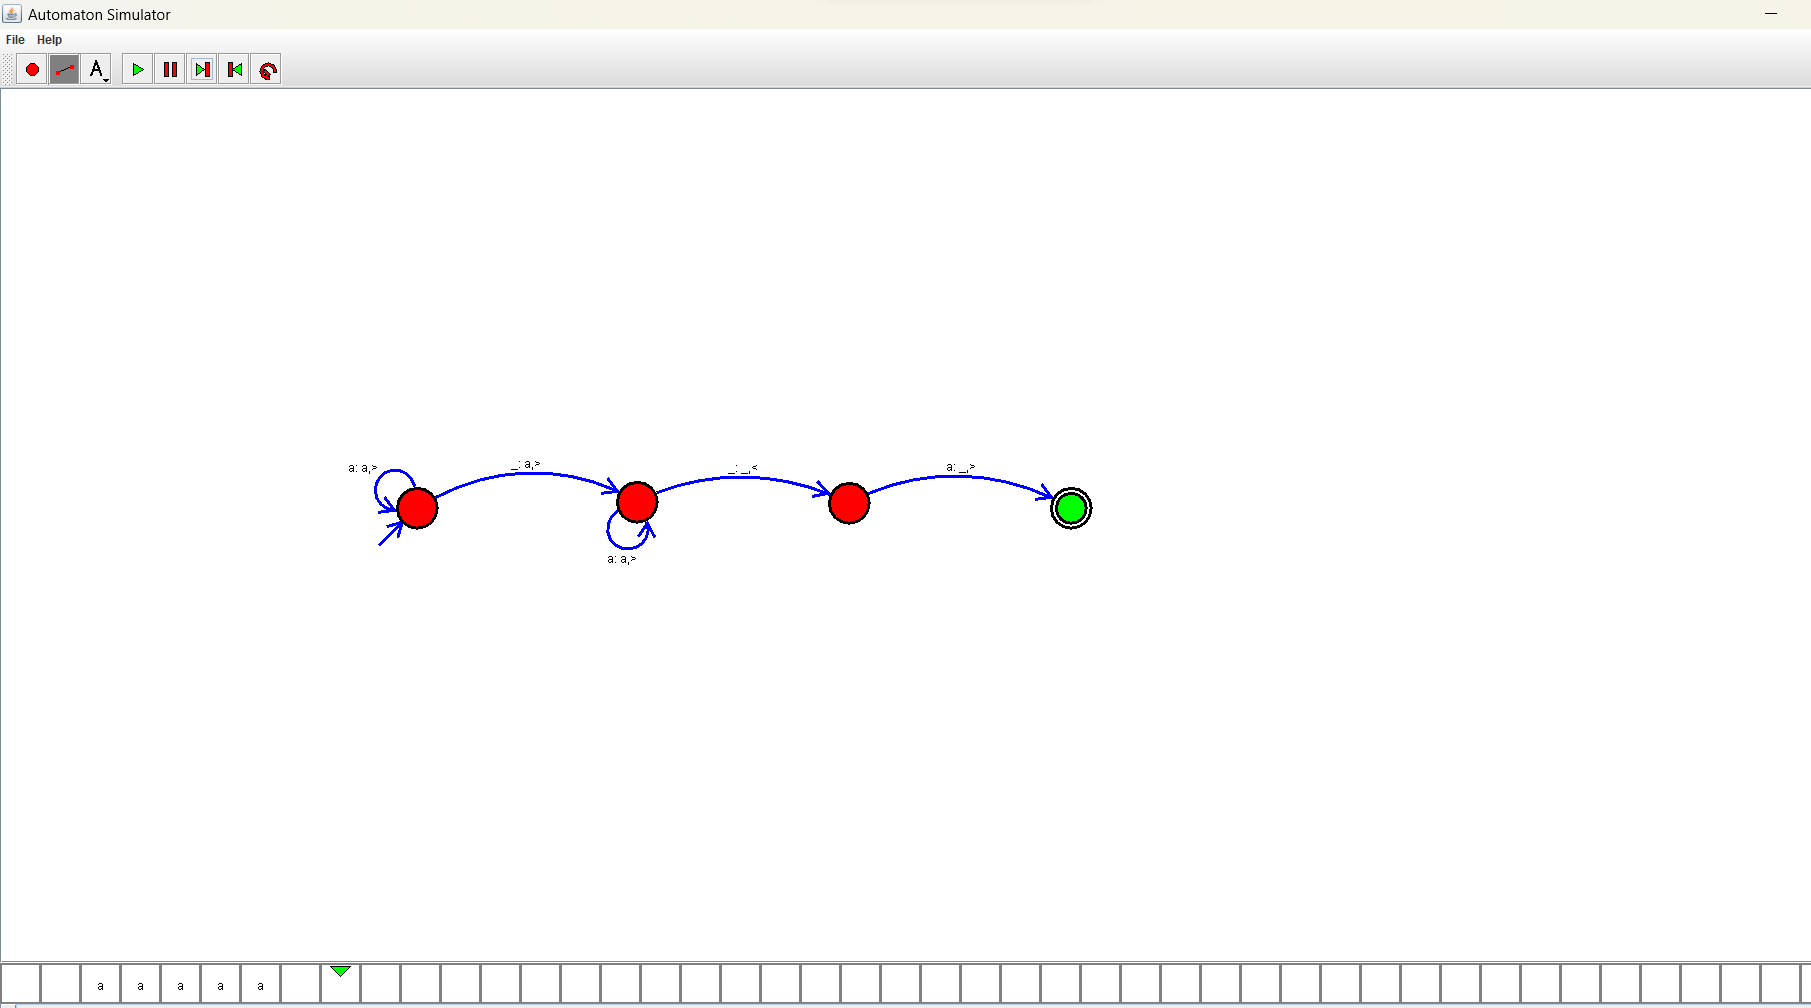 Automaton Simulator
File Help
A
a: a,>
_: a,>
_: _,<
a: _,>
a: a,>
a a a a a